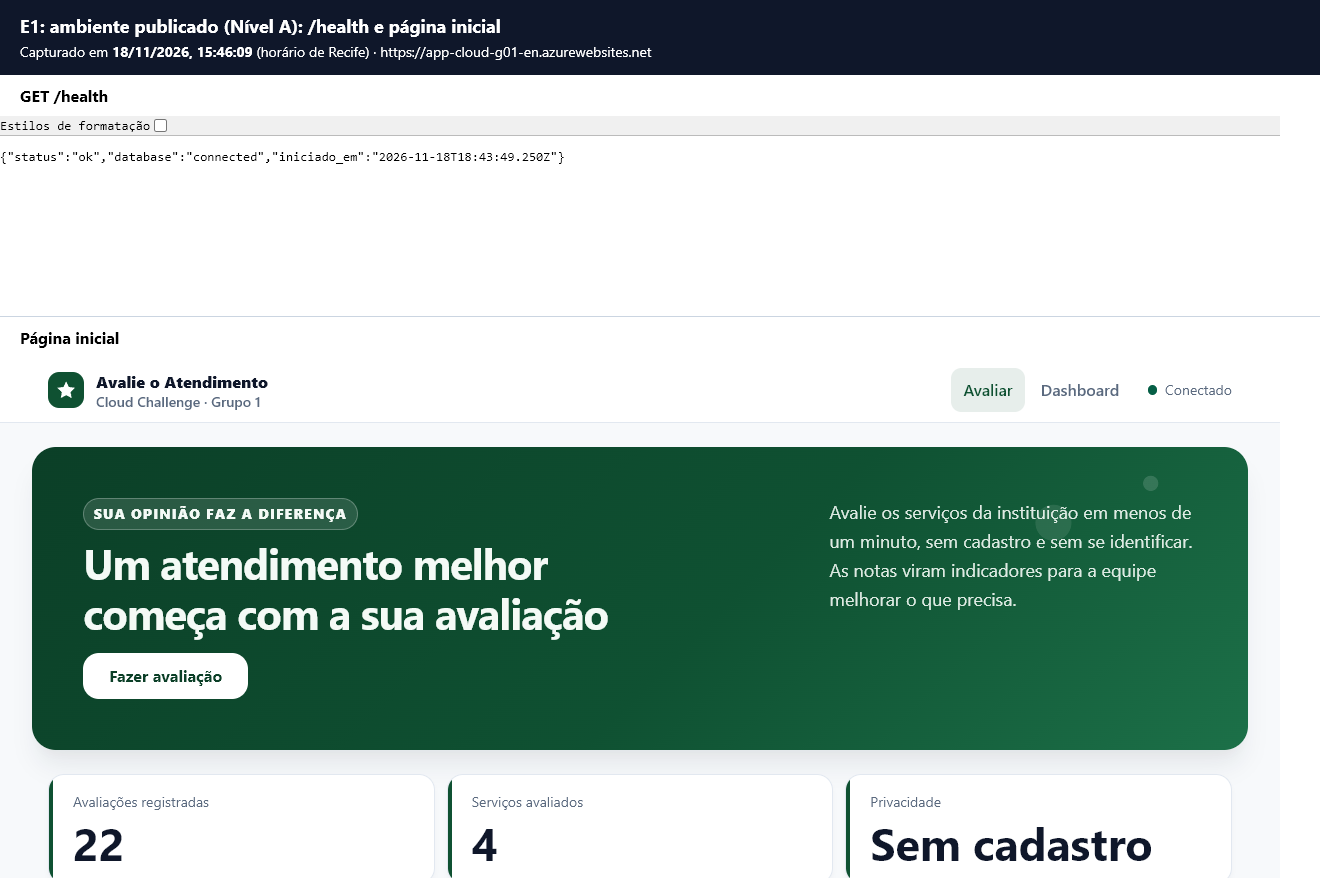 E1: ambiente publicado (Nível A): /health e página inicial
Capturado em 18/11/2026, 15:46:09 (horário de Recife) · https://app-cloud-g01-en.azurewebsites.net
GET /health
Estilos de formatação
{"status":"ok","database":"connected","iniciado_em":"2026-11-18T18:43:49.250Z"}
Página inicial
Avalie o Atendimento
Cloud Challenge · Grupo 1
Avaliar
Dashboard
Conectado
SUA OPINIÃO FAZ A DIFERENÇA
Um atendimento melhor
começa com a sua avaliação
Fazer avaliação
Avalie os serviços da instituição em menos de
um minuto, sem cadastro e sem se identificar.
As notas viram indicadores para a equipe
melhorar o que precisa.
Avaliações registradas
22
Serviços avaliados
4
Privacidade
Sem cadastro